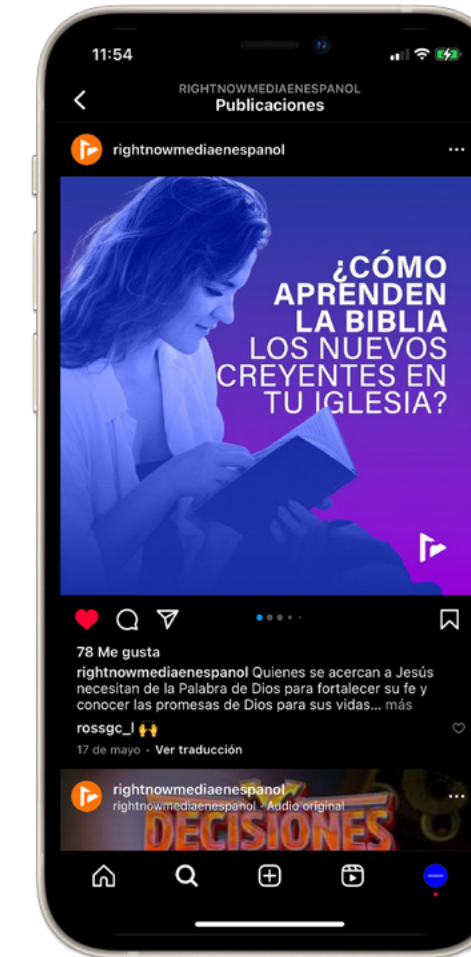 11:54
RIGHTNOWMEDIAENESPANOL
Publicaciones
rightnowmediaenespanol
¿CÓMO
APRENDEN
LA BIBLIA
LOS NUEVOS
CREYENTES EN
TU IGLESIA?
78 Me gusta
rightnowmediaenespanol Quienes se acercan a Jesús
necesitan de la Palabra de Dios para fortalecer su fe y
conocer las promesas de Dios para sus vidas... más
rossgc_l 🙌
17 de mayo · Ver traducción
rightnowmediaenespanol
rightnowmediaenespanol · Audio original
DECISIONES